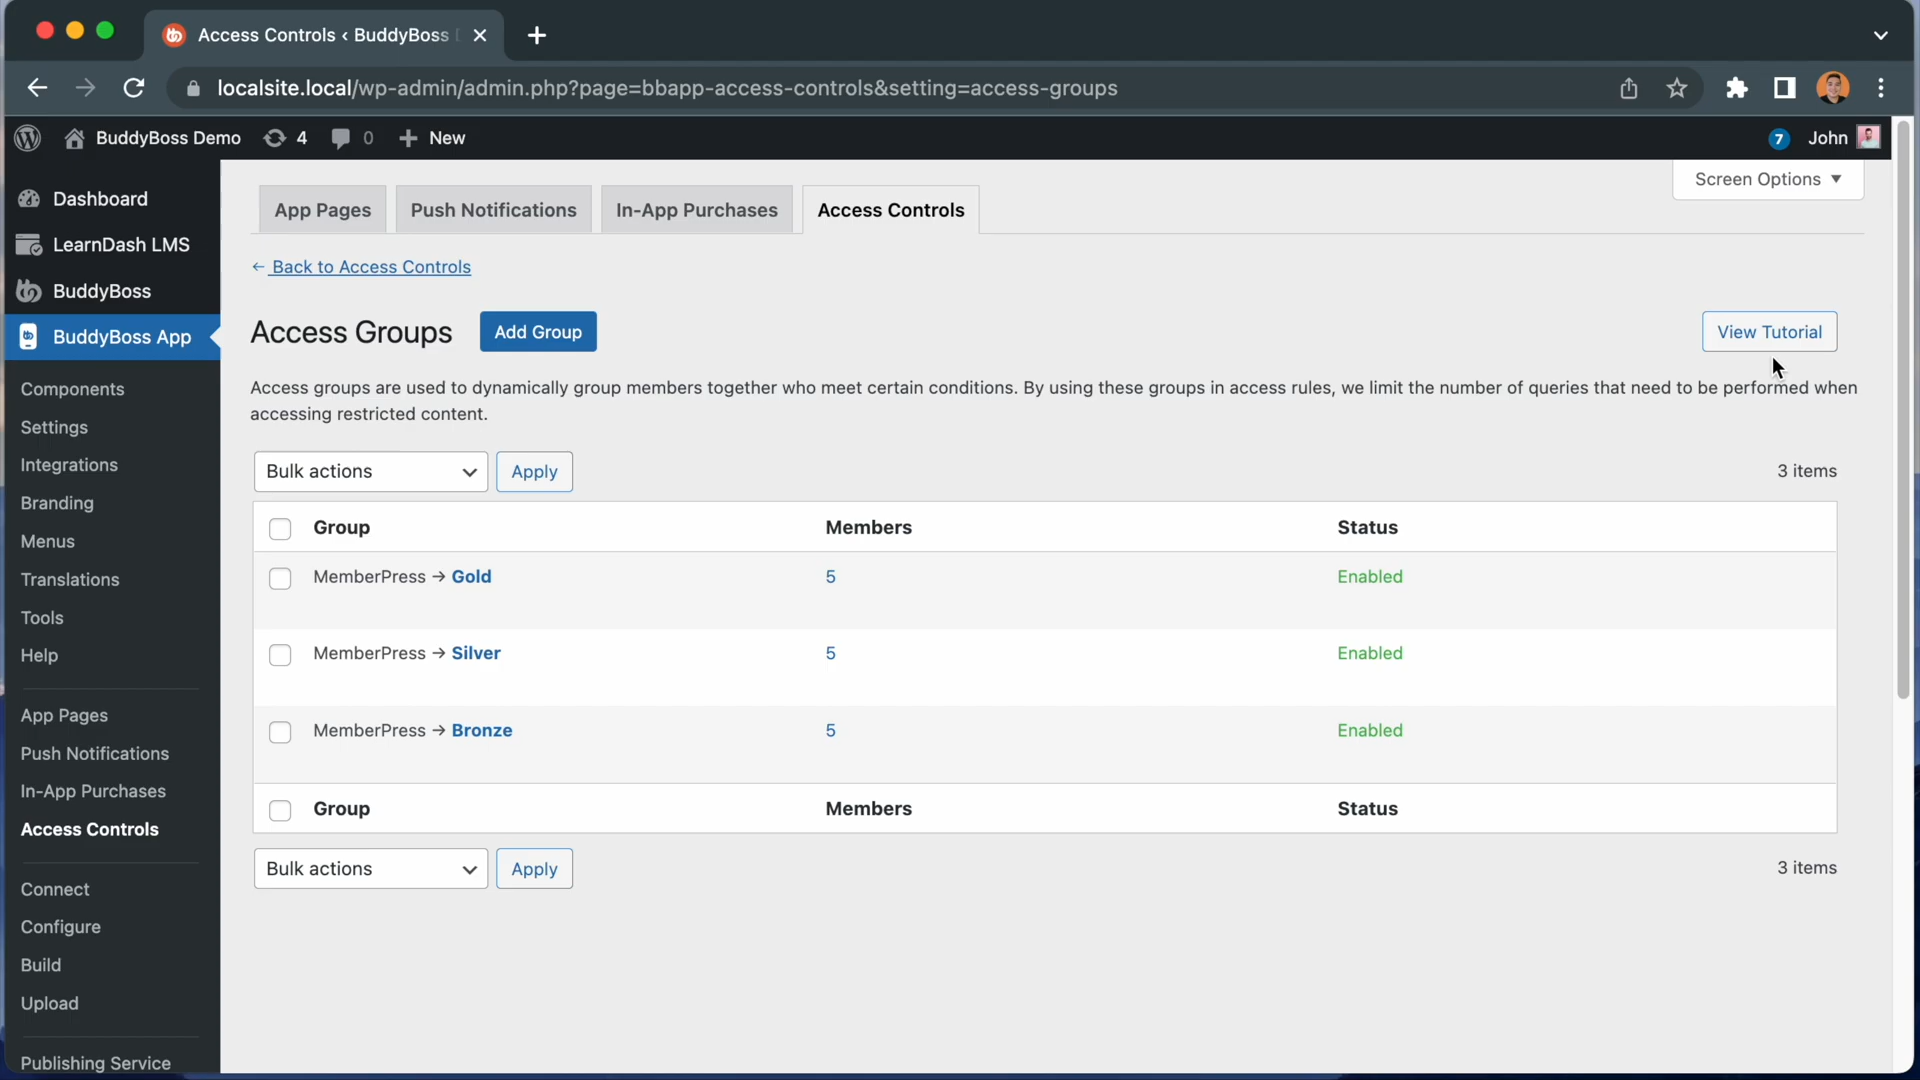 Access Controls ‹ BuddyBoss
localsite.local/wp-admin/admin.php?page=bbapp-access-controls&setting=access-groups
BuddyBoss Demo 4 0 New 7 John
Dashboard
LearnDash LMS
BuddyBoss
BuddyBoss App
Components
Settings
Integrations
Branding
Menus
Translations
Tools
Help
App Pages
Push Notifications
In-App Purchases
Access Controls
Connect
Configure
Build
Upload
Publishing Service
Screen Options ▼
App Pages Push Notifications In-App Purchases Access Controls
← Back to Access Controls
Access Groups Add Group View Tutorial
Access groups are used to dynamically group members together who meet certain conditions. By using these groups in access rules, we limit the number of queries that need to be performed when
accessing restricted content.
Bulk actions Apply 3 items
Group Members Status
MemberPress → Gold 5 Enabled
MemberPress → Silver 5 Enabled
MemberPress → Bronze 5 Enabled
Group Members Status
Bulk actions Apply 3 items